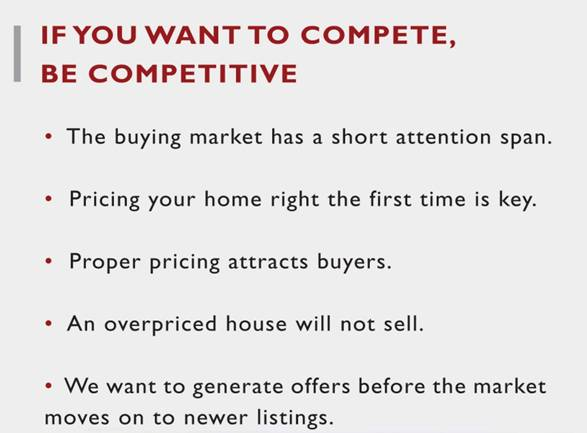 IF YOU WANT TO COMPETE,
BE COMPETITIVE
• The buying market has a short attention span.
• Pricing your home right the first time is key.
• Proper pricing attracts buyers.
• An overpriced house will not sell.
• We want to generate offers before the market
moves on to newer listings.